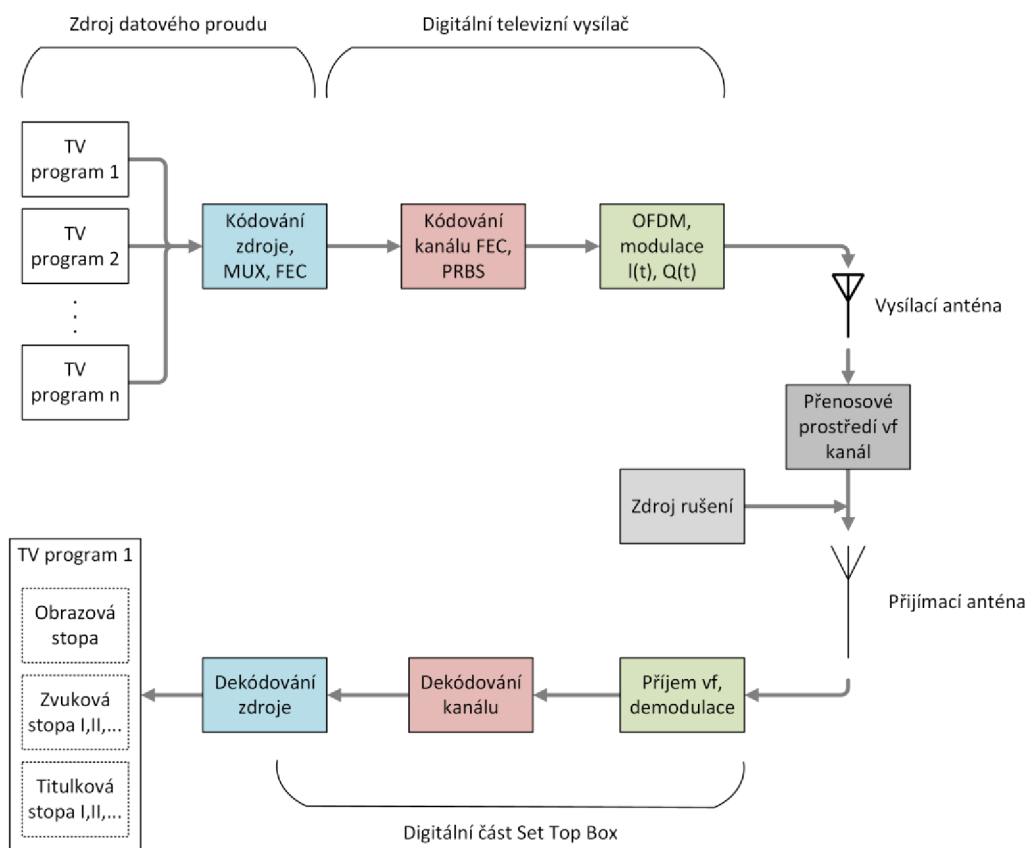 Zdroj datového proudu
Digitální televizní vysílač
TV
program 1
TV
program 2
.
.
.
TV
program n
Kódování
zdroje,
MUX, FEC
Kódování
kanálu FEC,
PRBS
OFDM,
modulace
I(t), Q(t)
Vysílací anténa
Přenosové
prostředí vf
kanál
Zdroj rušení
Přijímací anténa
Příjem vf,
demodulace
Dekódování
kanálu
Dekódování
zdroje
TV program 1
Obrazová
stopa
Zvuková
stopa I,II,...
Titulková
stopa I,II,...
Digitální část Set Top Box